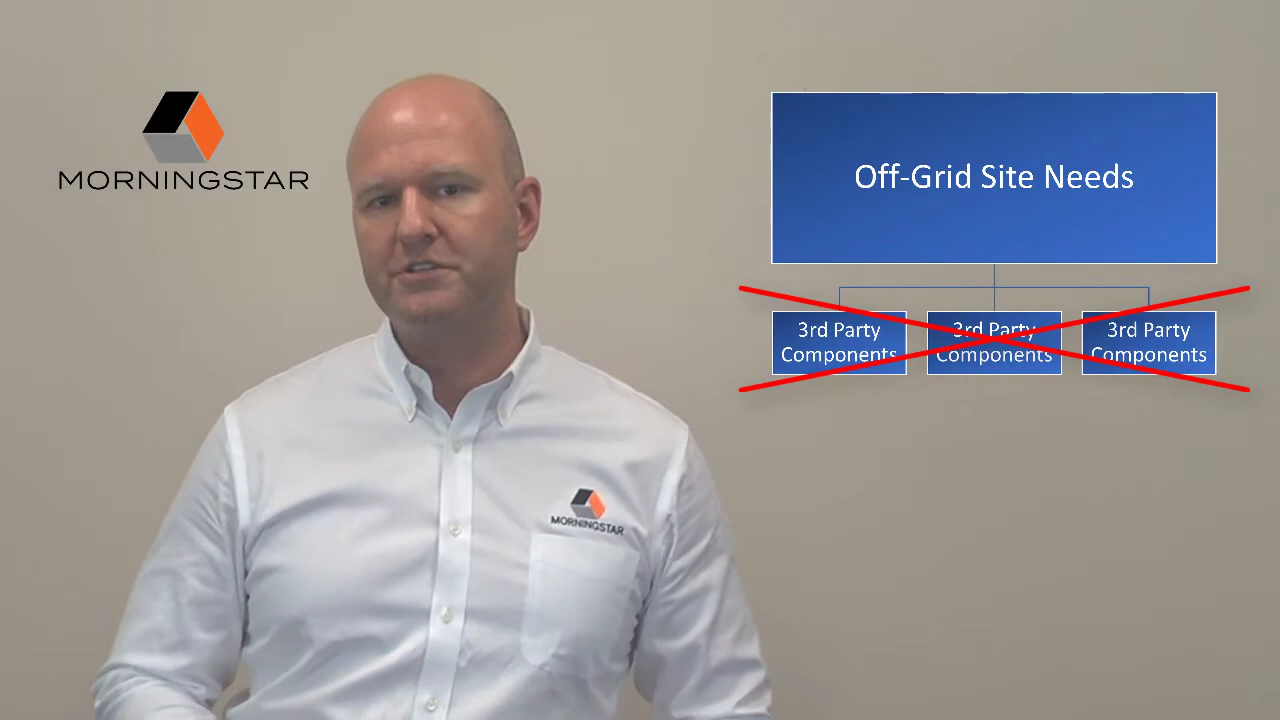 MORNINGSTAR
Off-Grid Site Needs
3rd Party
Components
3rd Party
Components
3rd Party
Components
MORNINGSTAR